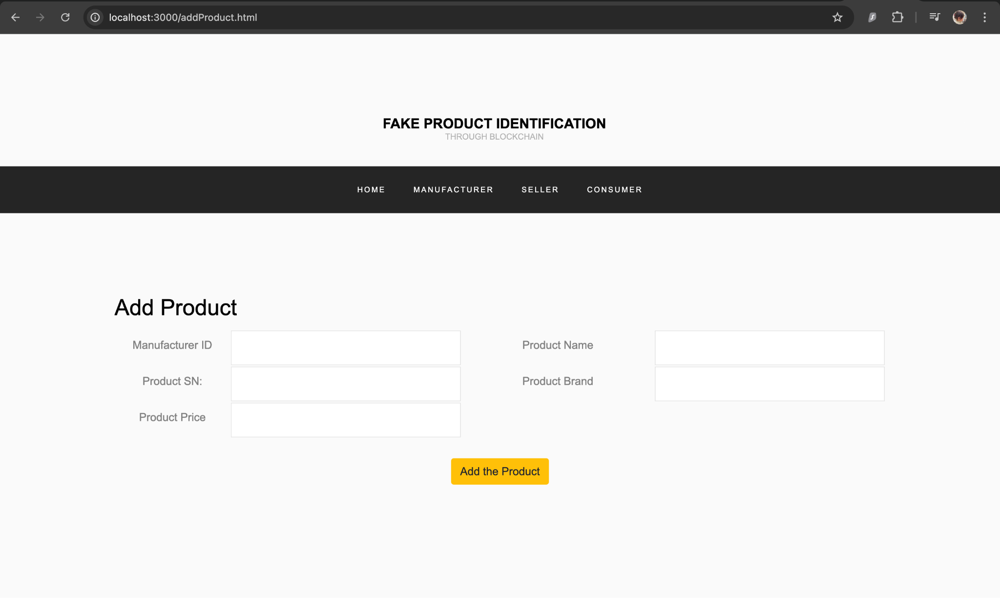 localhost:3000/addProduct.html
FAKE PRODUCT IDENTIFICATION
THROUGH BLOCKCHAIN
HOME MANUFACTURER SELLER CONSUMER
Add Product
Manufacturer ID Product Name
Product SN: Product Brand
Product Price
Add the Product